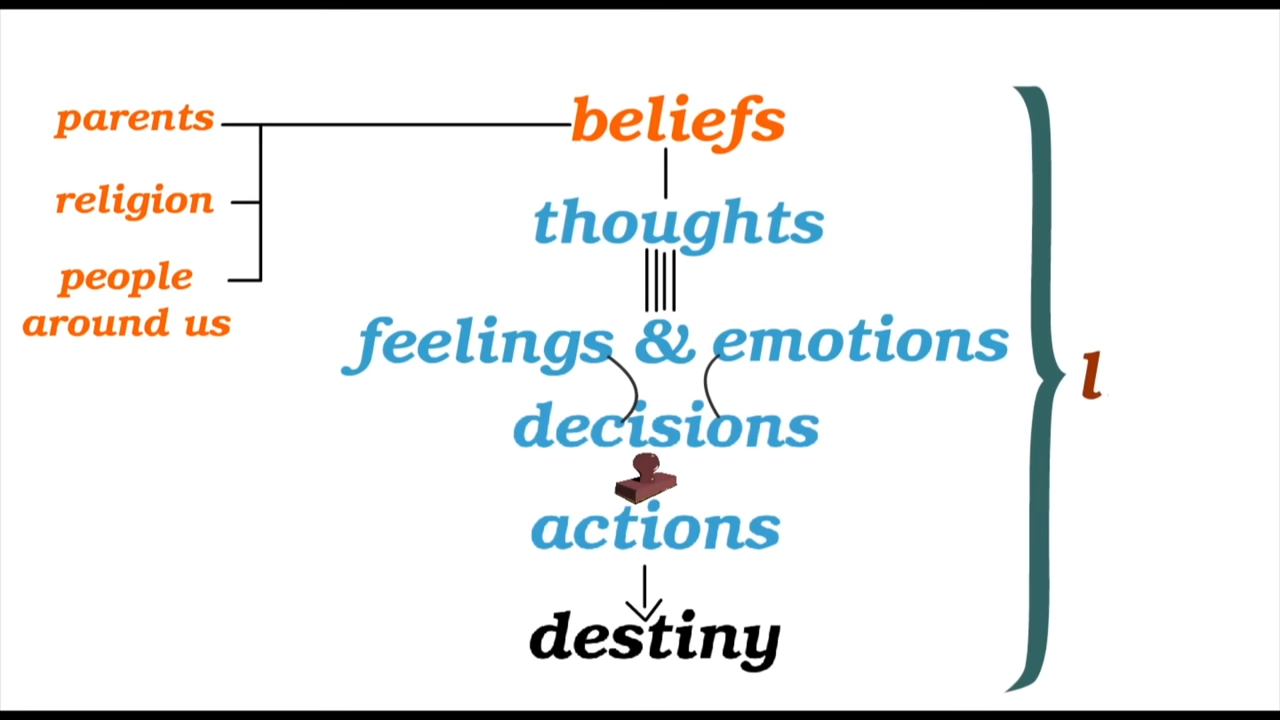 parents
beliefs
religion
thoughts
people
around us
feelings & emotions
l
decisions
actions
destiny